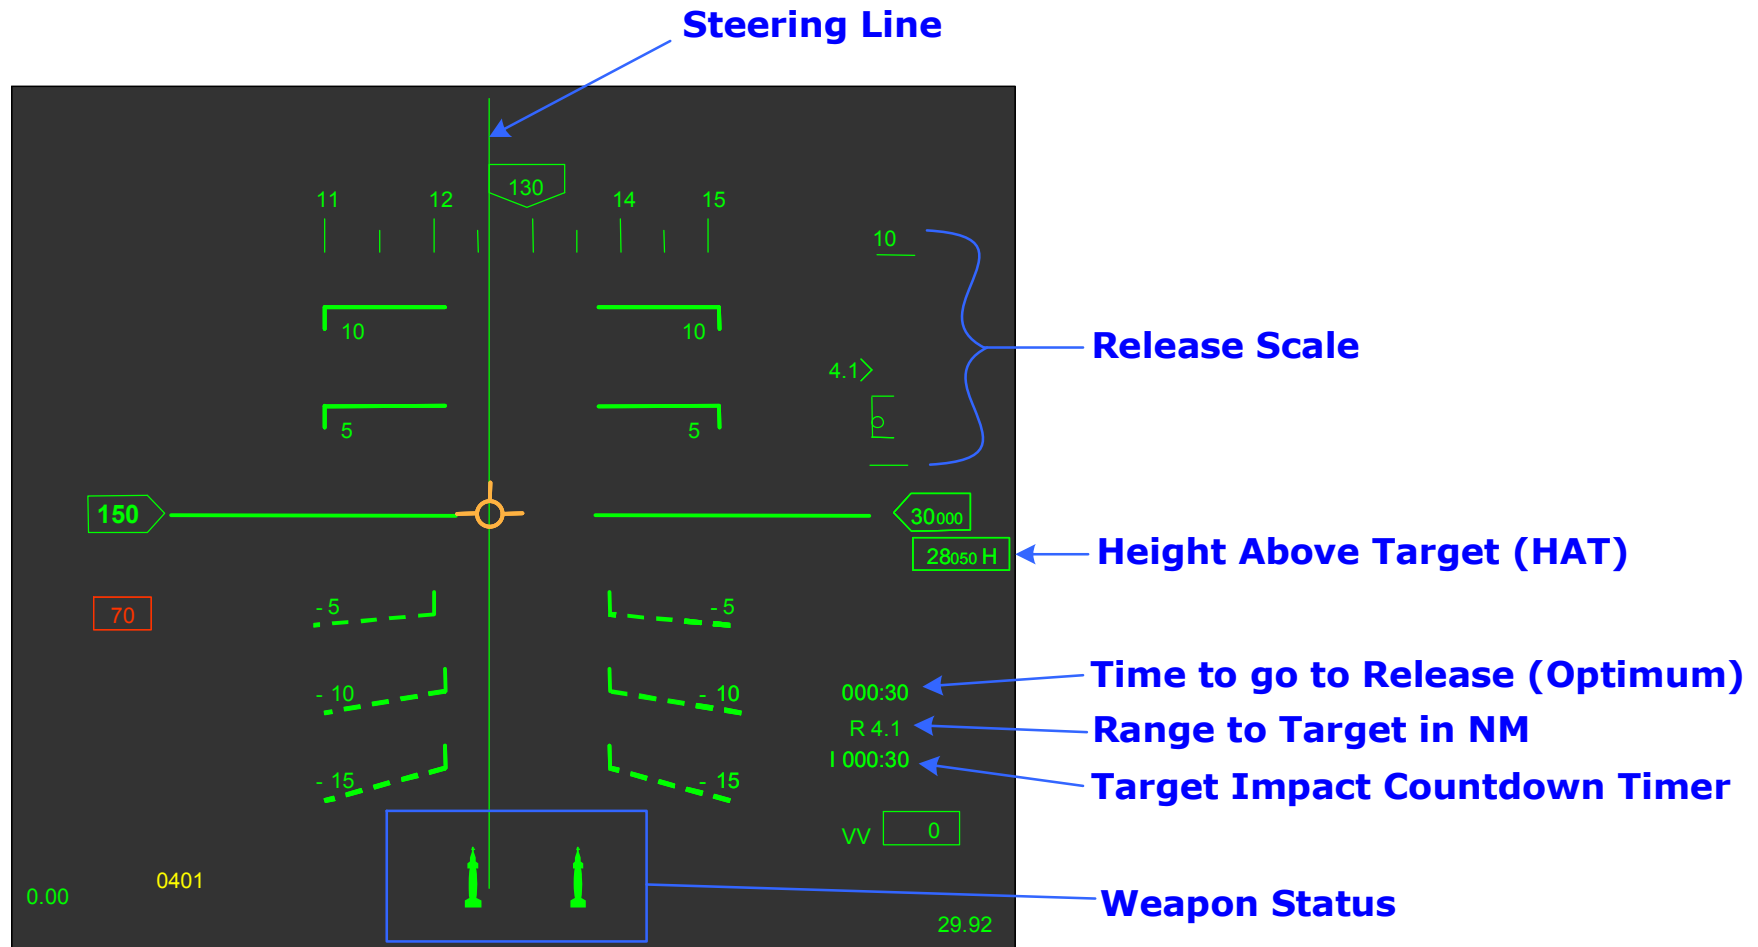 Steering Line
130
11 12 14 15
10
10 10
Release Scale
4.1
5 5
150
30000
28050 H
Height Above Target (HAT)
70
- 5 - 5
Time to go to Release (Optimum)
000:30
- 10 - 10
R 4.1
Range to Target in NM
I 000:30
- 15 - 15
Target Impact Countdown Timer
VV 0
0401
0.00
Weapon Status
29.92